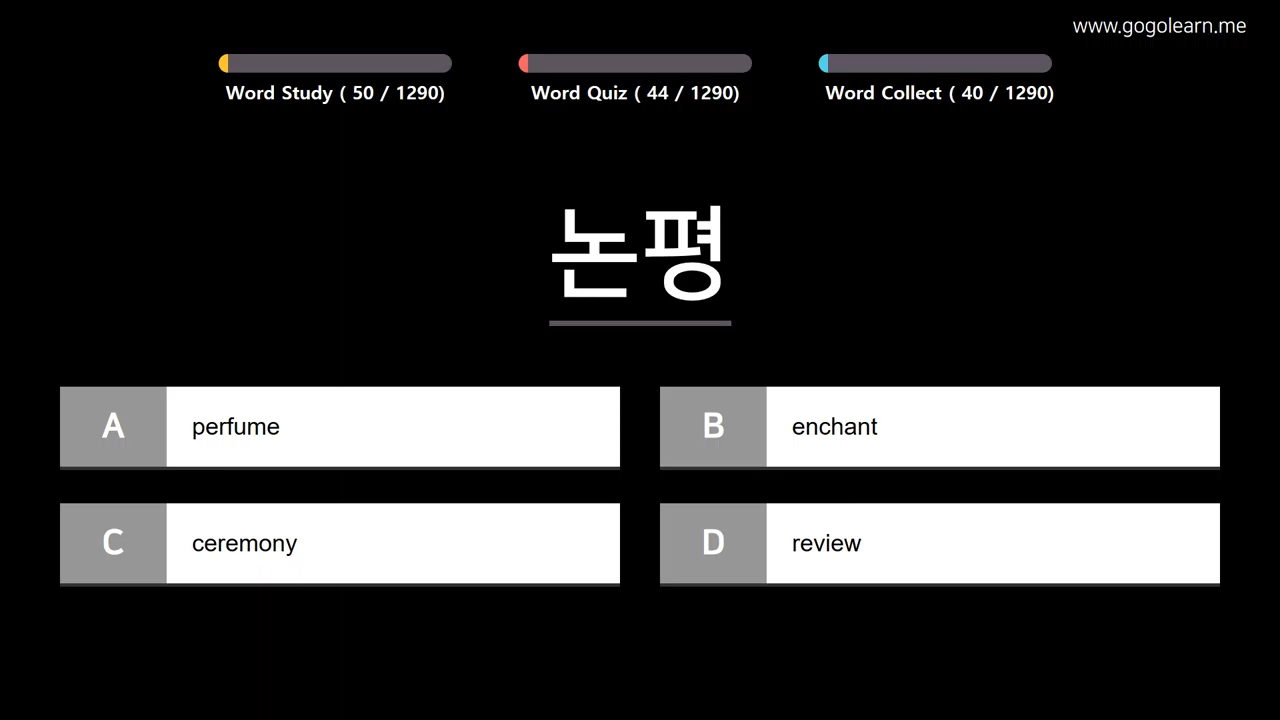 www.gogolearn.me
Word Study ( 50 / 1290)
Word Quiz ( 44 / 1290)
Word Collect ( 40 / 1290)
논평
A perfume
B enchant
C ceremony
D review